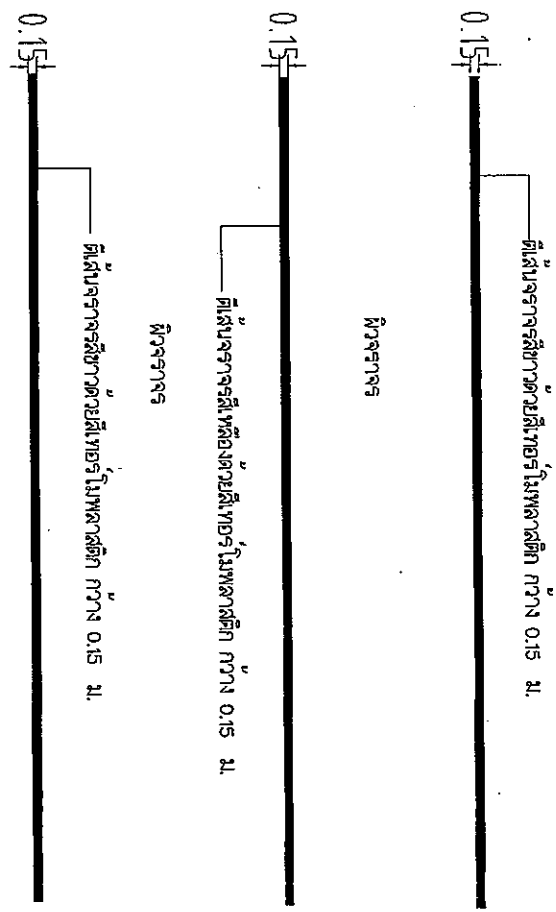 0.15
ตีเส้นจราจรสีขาวด้วยสีเทอร์โมพลาสติก กว้าง 0.15 ม.
ผิวจราจร
0.15
ตีเส้นจราจรสีเหลืองด้วยสีเทอร์โมพลาสติก กว้าง 0.15 ม.
ผิวจราจร
0.15
ตีเส้นจราจรสีขาวด้วยสีเทอร์โมพลาสติก กว้าง 0.15 ม.